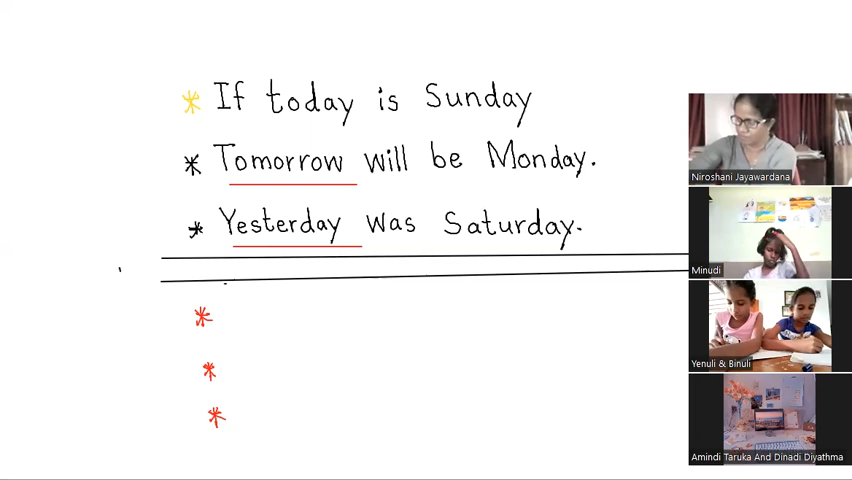 * If today is Sunday
* Tomorrow will be Monday.
* Yesterday was Saturday.
*
*
*
Niroshani Jayawardana
Minudi
Yenuli & Binuli
Amindi Taruka And Dinadi Diyathma